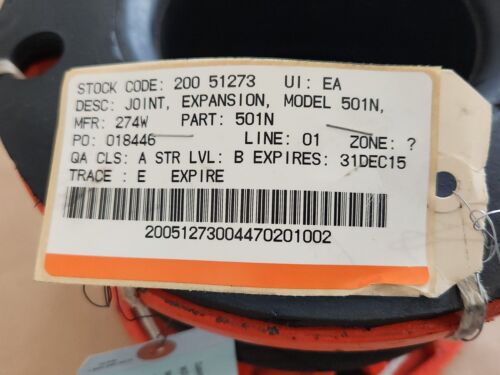 STOCK CODE: 200 51273 UI: EA
DESC: JOINT, EXPANSION, MODEL 501N,
MFR: 274W PART: 501N
PO: 018446 LINE: 01 ZONE: ?
QA CLS: A STR LVL: B EXPIRES: 31DEC15
TRACE : E EXPIRE
20051273004470201002